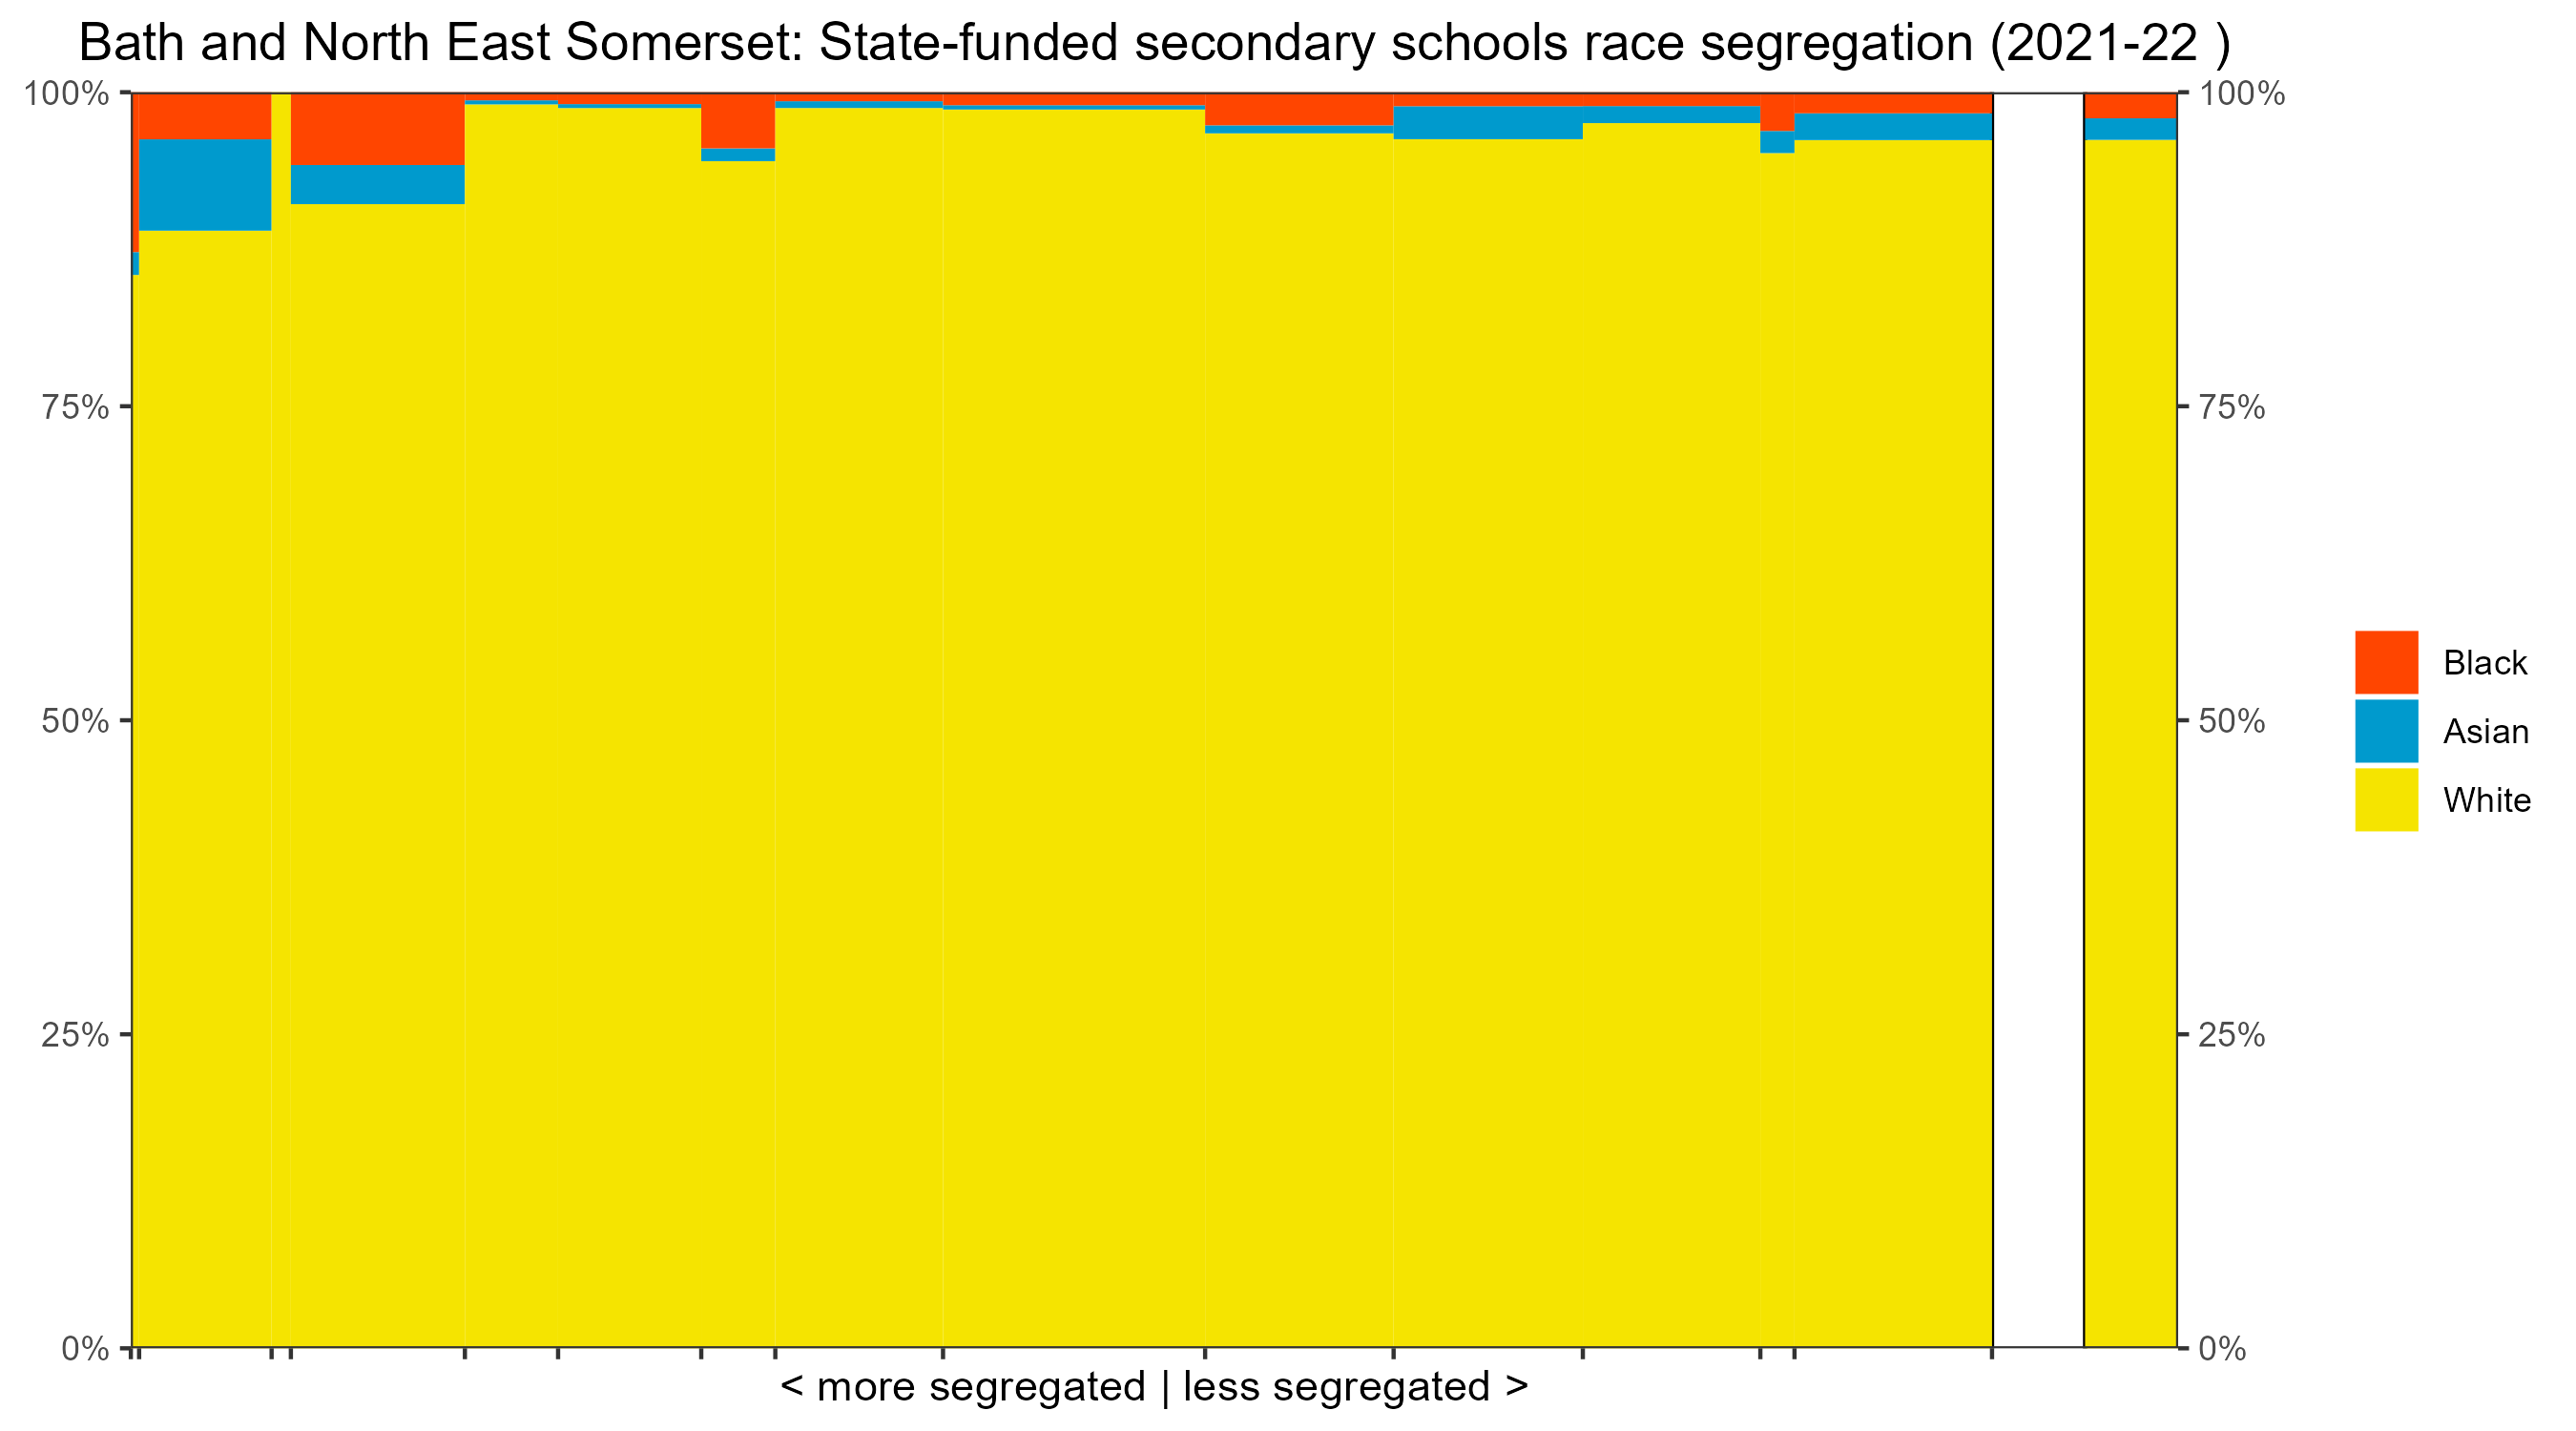 Bath and North East Somerset: State-funded secondary schools race segregation (2021-22 )
100%
75%
50%
25%
0%
100%
75%
50%
25%
0%
Black
Asian
White
< more segregated | less segregated >